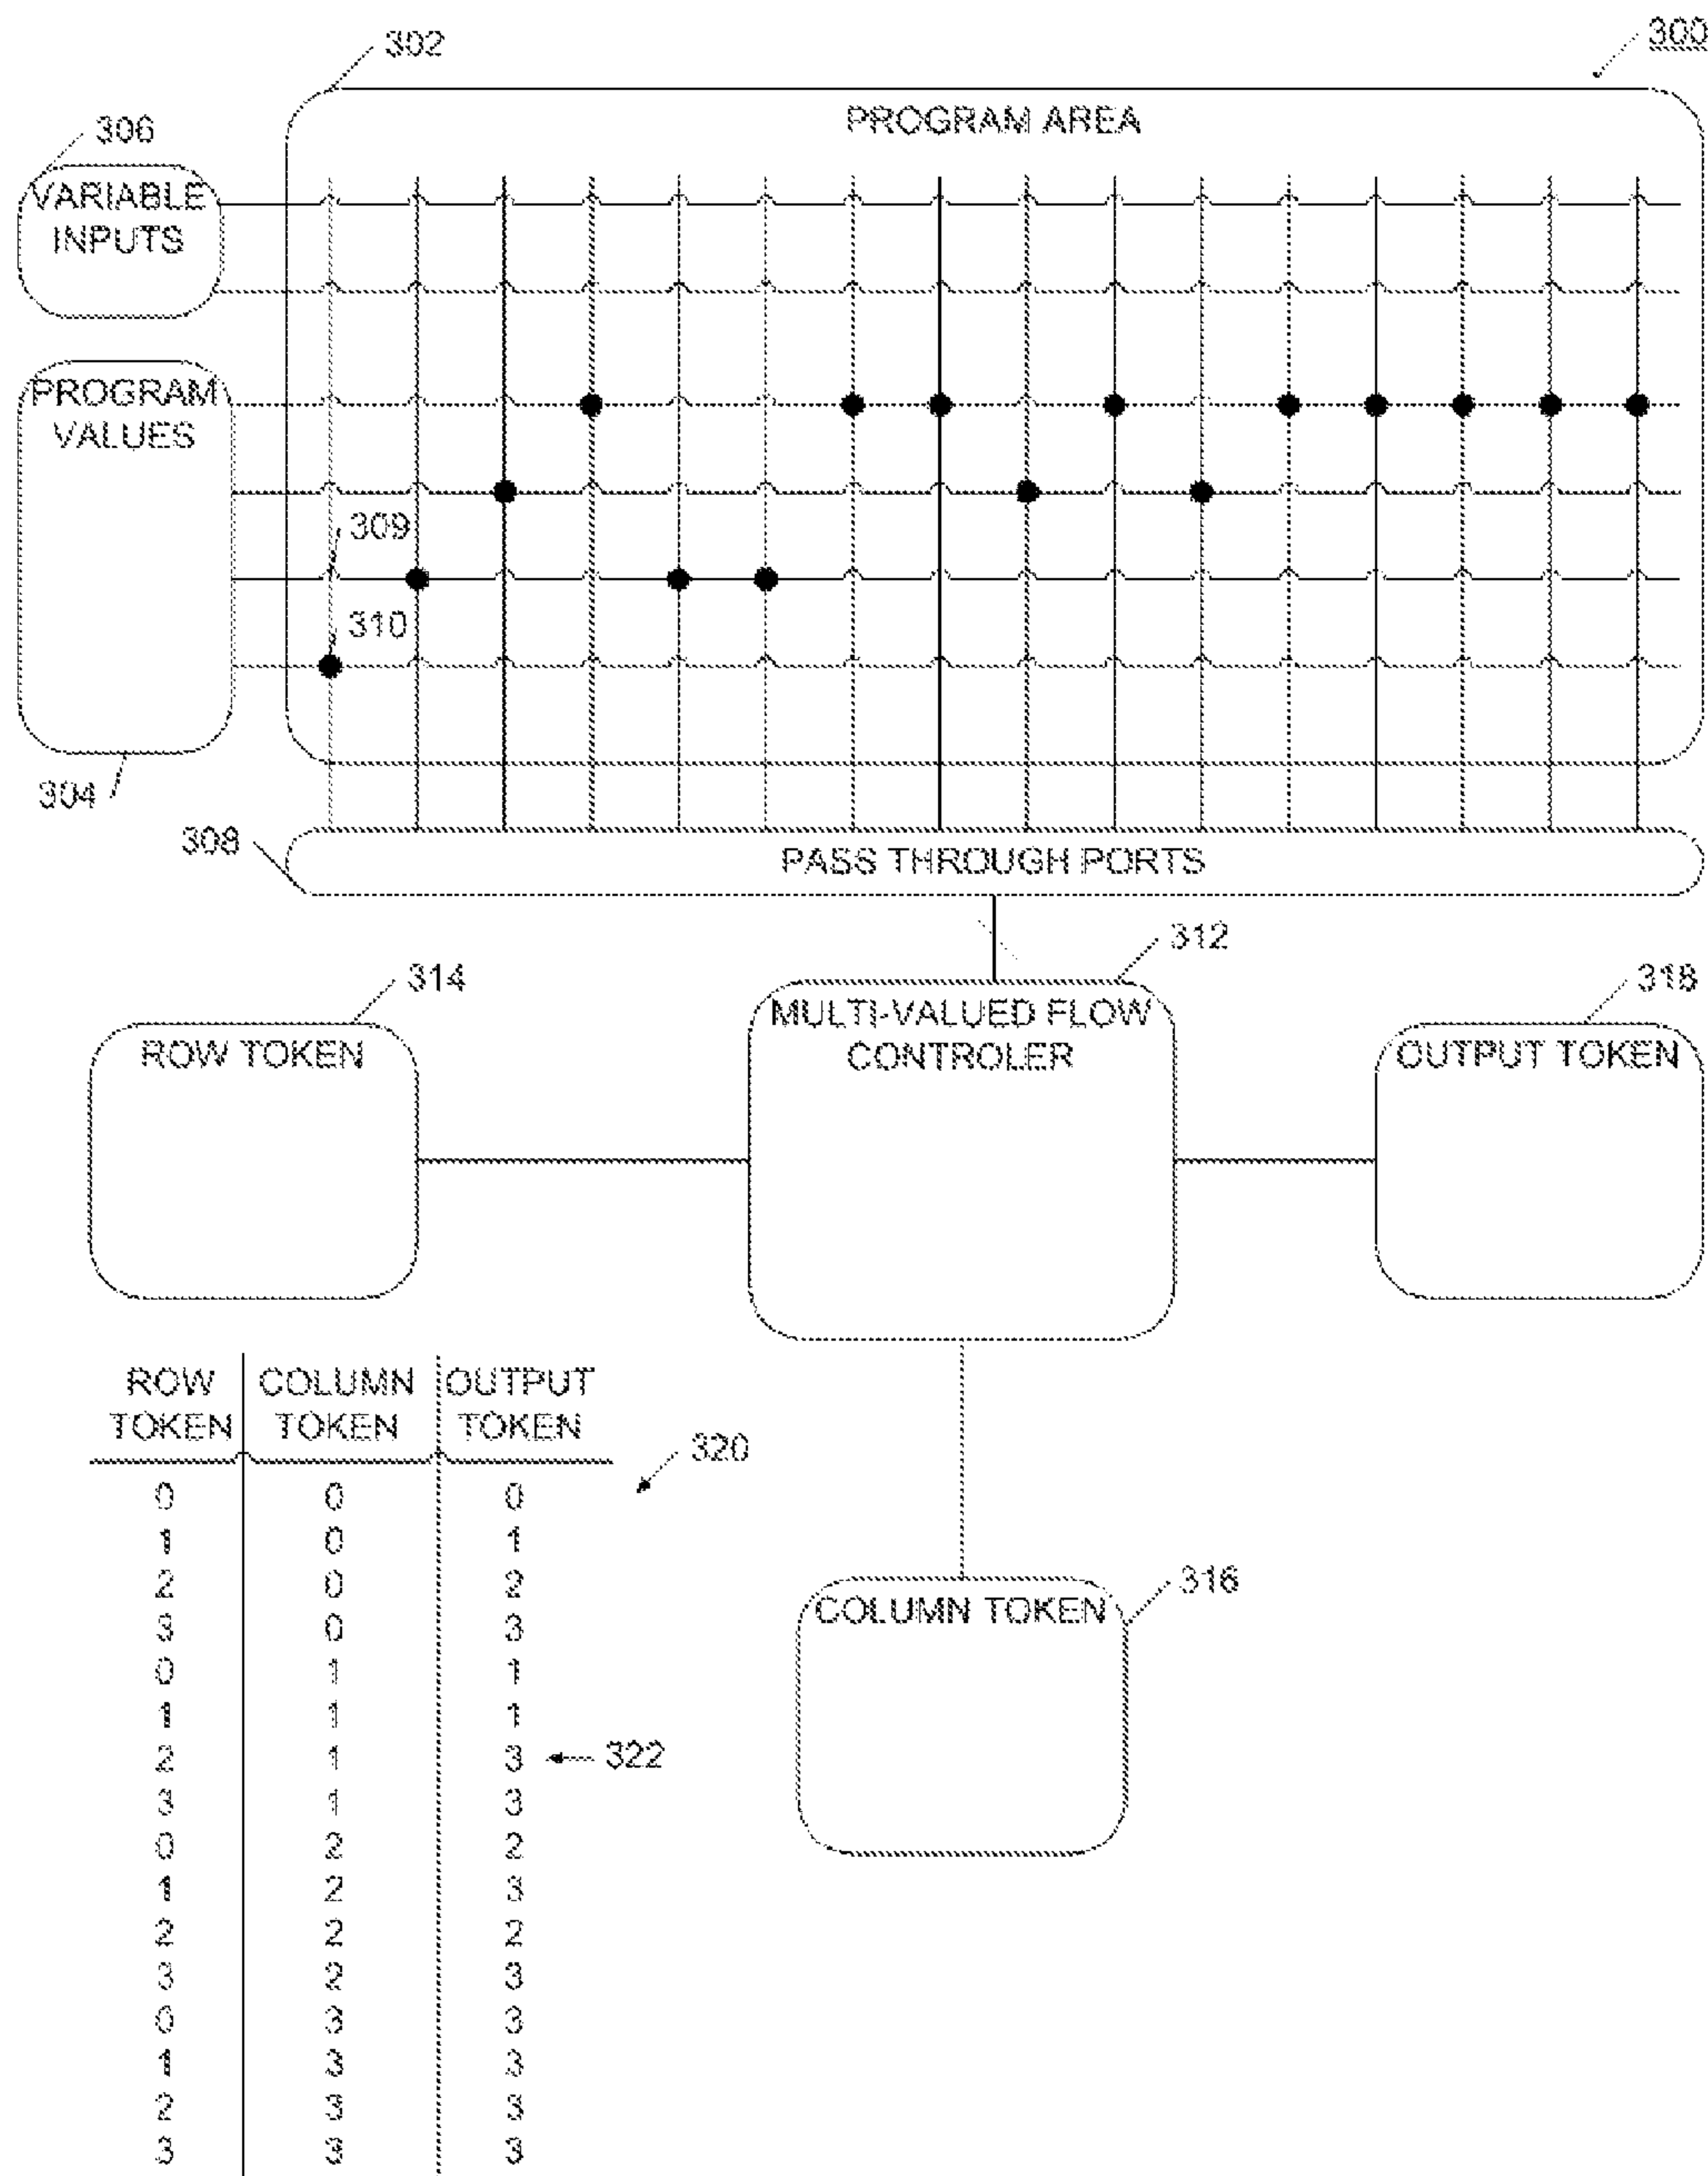 302
300
PROGRAM AREA
306
VARIABLE
INPUTS
PROGRAM
VALUES
309
310
304
308
PASS THROUGH PORTS
312
314
318
MULTI-VALUED FLOW
CONTROLER
ROW TOKEN
OUTPUT TOKEN
ROW COLUMN OUTPUT
TOKEN TOKEN TOKEN
320
0 0 0
1 0 1
2 0 2
3 0 3
0 1 1
1 1 1
2 1 3 322
3 1 3
0 2 2
1 2 3
2 2 2
3 2 3
0 3 3
1 3 3
2 3 3
3 3 3
316
COLUMN TOKEN